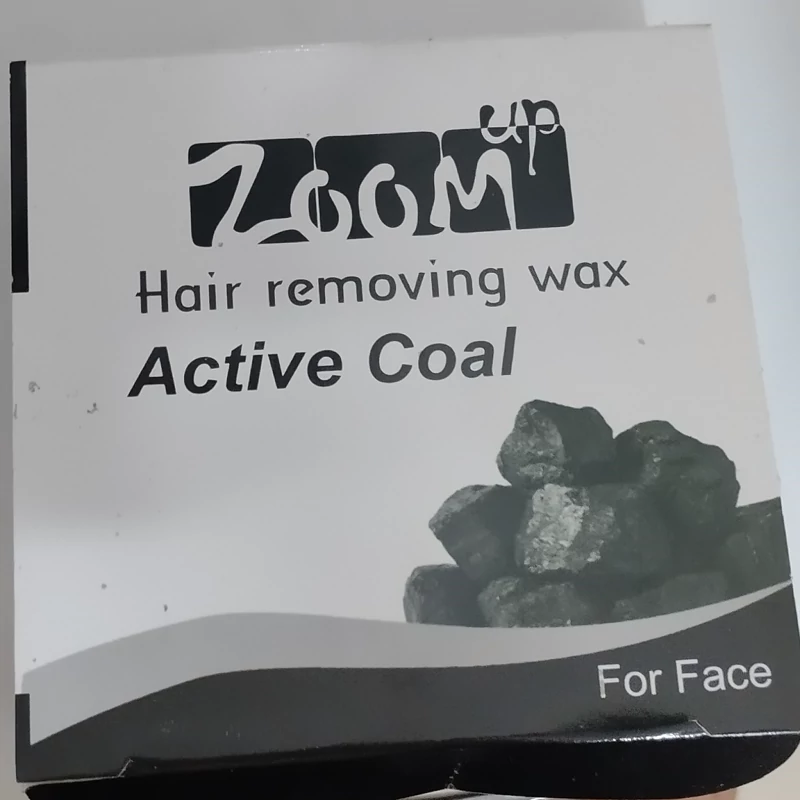 Zoom up
Hair removing wax
Active Coal
For Face